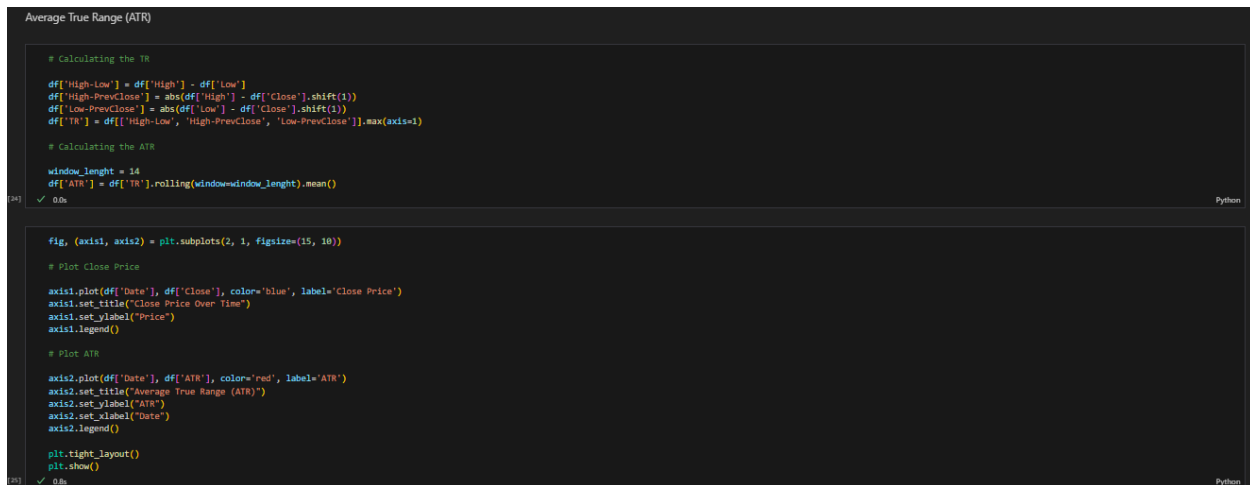 Average True Range (ATR)
# Calculating the TR
df['High-Low'] = df['High'] - df['Low']
df['High-PrevClose'] = abs(df['High'] - df['Close'].shift(1))
df['Low-PrevClose'] = abs(df['Low'] - df['Close'].shift(1))
df['TR'] = df[['High-Low', 'High-PrevClose', 'Low-PrevClose']].max(axis=1)
# Calculating the ATR
window_lenght = 14
df['ATR'] = df['TR'].rolling(window=window_lenght).mean()
[24] ✓ 0.0s Python
fig, (axis1, axis2) = plt.subplots(2, 1, figsize=(15, 10))
# Plot Close Price
axis1.plot(df['Date'], df['Close'], color='blue', label='Close Price')
axis1.set_title("Close Price Over Time")
axis1.set_ylabel("Price")
axis1.legend()
# Plot ATR
axis2.plot(df['Date'], df['ATR'], color='red', label='ATR')
axis2.set_title("Average True Range (ATR)")
axis2.set_ylabel("ATR")
axis2.set_xlabel("Date")
axis2.legend()
plt.tight_layout()
plt.show()
[25] ✓ 0.8s Python